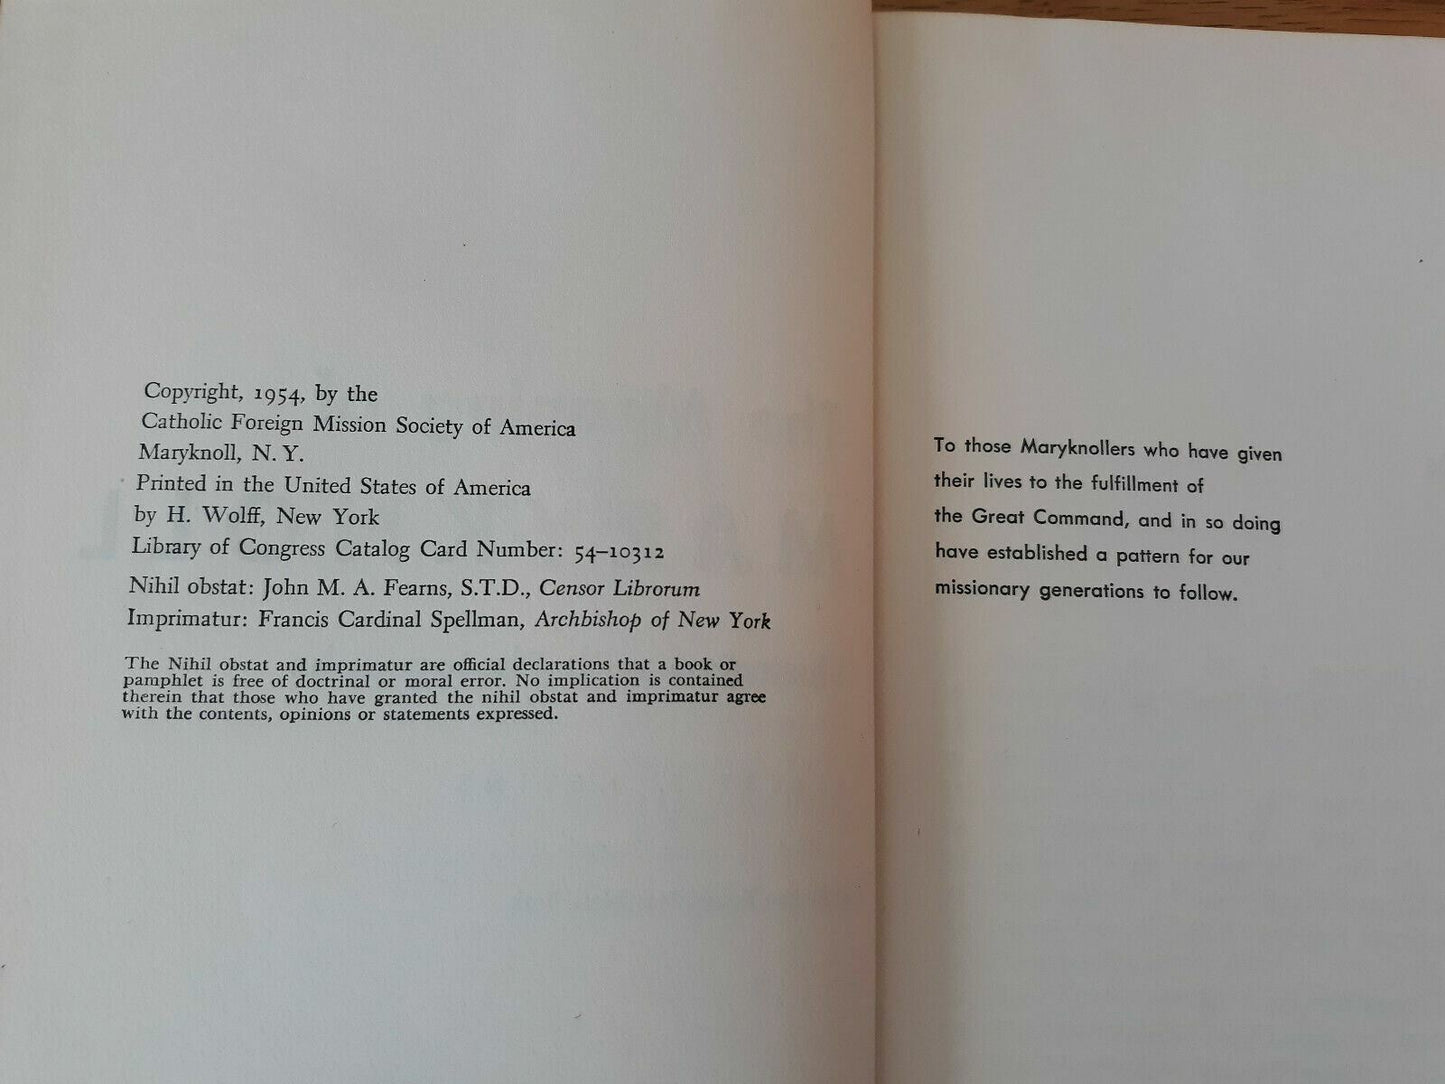 Copyright, 1954, by the
Catholic Foreign Mission Society of America
Maryknoll, N. Y.
Printed in the United States of America
by H. Wolff, New York
Library of Congress Catalog Card Number: 54–10312
Nihil obstat: John M. A. Fearns, S.T.D., Censor Librorum
Imprimatur: Francis Cardinal Spellman, Archbishop of New York
The Nihil obstat and imprimatur are official declarations that a book or
pamphlet is free of doctrinal or moral error. No implication is contained
therein that those who have granted the nihil obstat and imprimatur agree
with the contents, opinions or statements expressed.
To those Maryknollers who have given
their lives to the fulfillment of
the Great Command, and in so doing
have established a pattern for our
missionary generations to follow.